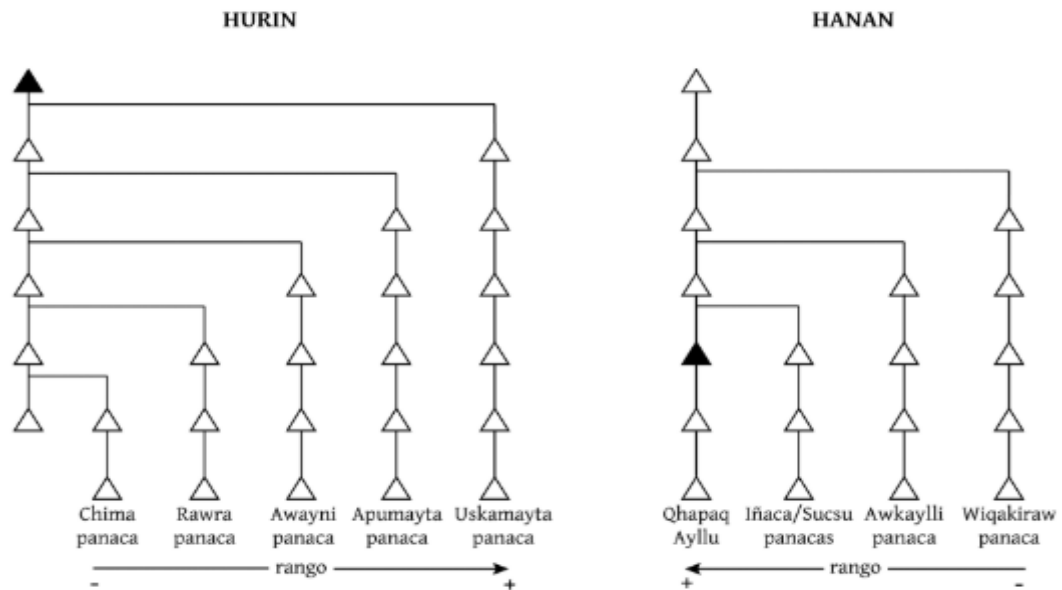 HURIN
HANAN
Chima Rawra Awayni Apumayta Uskamayta
panaca panaca panaca panaca panaca
- rango +
Qhapaq Iñaca/Sucsu Awkaylli Wiqakiraw
Ayllu panacas panaca panaca
+ rango -